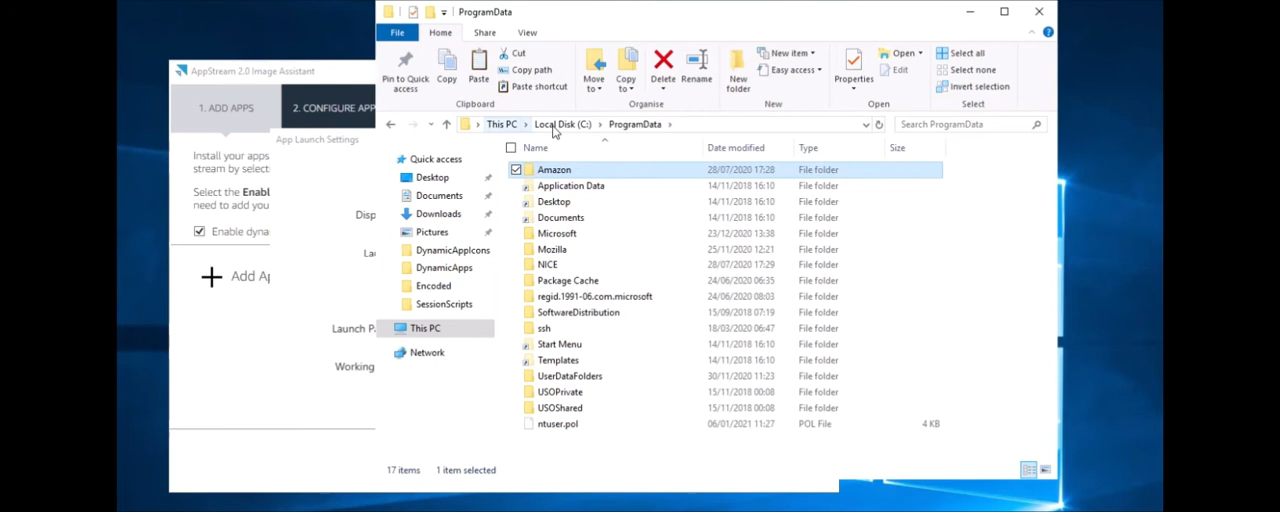 ProgramData
File Home Share View
Pin to Quick access
Copy
Paste
Cut
Copy path
Paste shortcut
Clipboard
Move to
Copy to
Delete
Rename
Organise
New folder
New item
Easy access
New
Properties
Open
Edit
Open
Select all
Select none
Invert selection
Select
This PC Local Disk (C:) ProgramData
Search ProgramData
Quick access
Desktop
Documents
Downloads
Pictures
DynamicAppIcons
DynamicApps
Encoded
SessionScripts
This PC
Network
Name Date modified Type Size
Amazon 28/07/2020 17:28 File folder
Application Data 14/11/2018 16:10 File folder
Desktop 14/11/2018 16:10 File folder
Documents 14/11/2018 16:10 File folder
Microsoft 23/12/2020 13:38 File folder
Mozilla 25/11/2020 12:21 File folder
NICE 28/07/2020 17:29 File folder
Package Cache 24/06/2020 06:35 File folder
regid.1991-06.com.microsoft 24/06/2020 08:03 File folder
SoftwareDistribution 15/09/2018 07:19 File folder
ssh 18/03/2020 06:47 File folder
Start Menu 14/11/2018 16:10 File folder
Templates 14/11/2018 16:10 File folder
UserDataFolders 30/11/2020 11:23 File folder
USOPrivate 15/11/2018 00:08 File folder
USOShared 15/11/2018 00:08 File folder
ntuser.pol 06/01/2021 11:27 POL File 4 KB
17 items 1 item selected
AppStream 2.0 Image Assistant
1. ADD APPS
2. CONFIGURE APP
App Launch Settings
Install your apps
stream by selecti
Select the Enabl
need to add you
Enable dyna
Add Ap
Disp
La
Launch P
Working